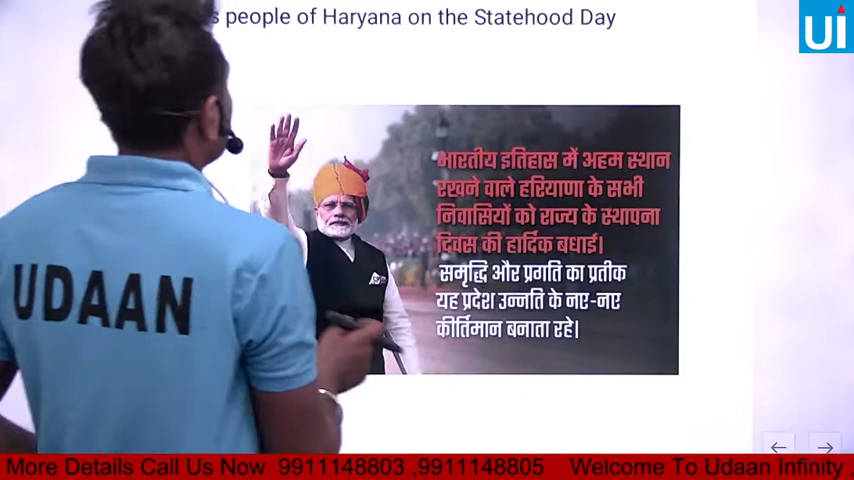 s people of Haryana on the Statehood Day
UI
भारतीय इतिहास में अहम स्थान
रखने वाले हरियाणा के सभी
निवासियों को राज्य के स्थापना
दिवस की हार्दिक बधाई।
समृद्धि और प्रगति का प्रतीक
यह प्रदेश उन्नति के नए-नए
कीर्तिमान बनाता रहे।
UDAAN
More Details Call Us Now 9911148803 ,9911148805 Welcome To Udaan Infinity ,